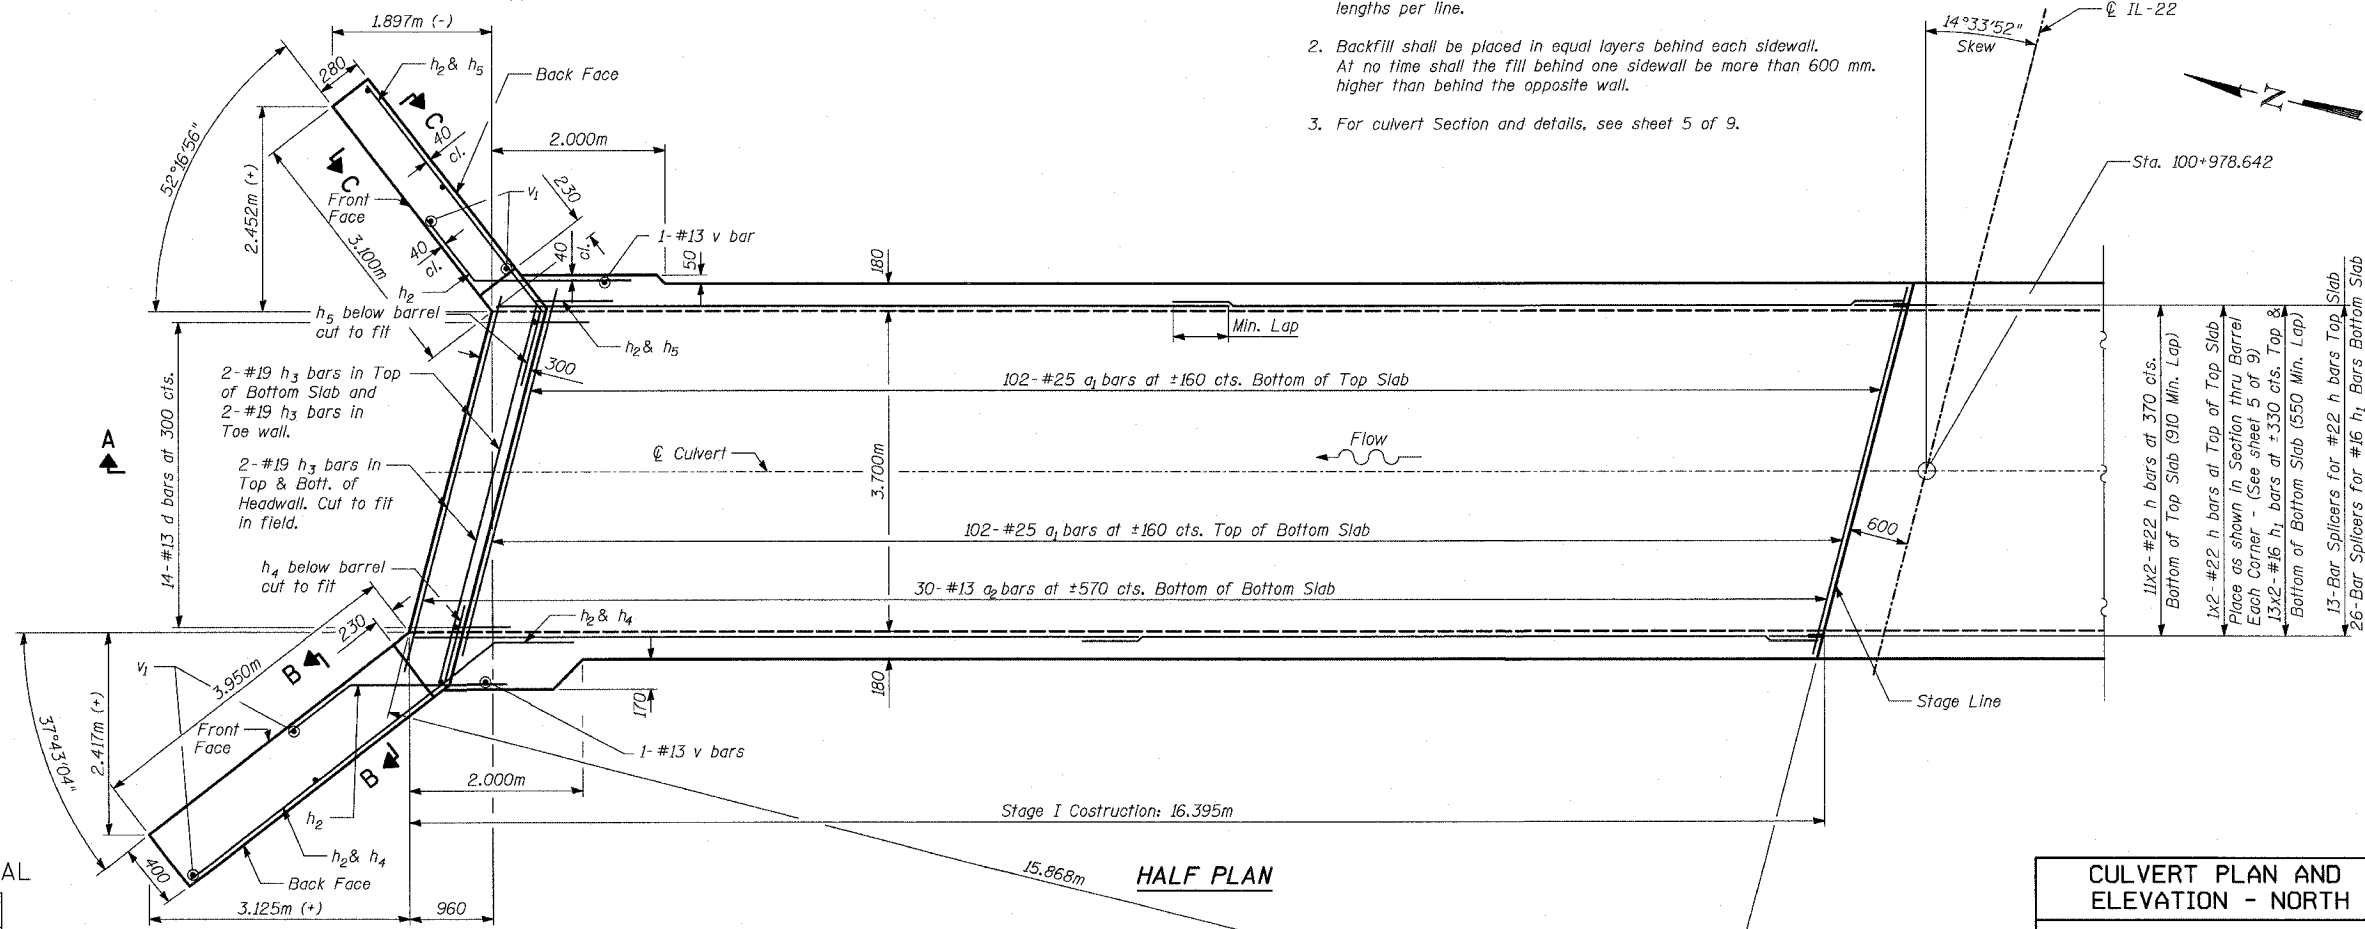 lengths per line.
2. Backfill shall be placed in equal layers behind each sidewall.
At no time shall the fill behind one sidewall be more than 600 mm.
higher than behind the opposite wall.
3. For culvert Section and details, see sheet 5 of 9.
14°33'52"
Skew
℄ IL-22
N
Sta. 100+978.642
1.897m (-)
280
h2 & h5
Back Face
C
40
cl.
2.000m
52°16'56"
2.452m (+)
C
Front
Face
v1
230
3.100m
40
cl.
40
cl.
1-#13 v bar
50
180
h2
h5 below barrel
cut to fit
h2 & h5
Min. Lap
300
2-#19 h3 bars in Top
of Bottom Slab and
2-#19 h3 bars in
Toe wall.
102-#25 a1 bars at ±160 cts. Bottom of Top Slab
14-#13 d bars at 300 cts.
A
2-#19 h3 bars in
Top & Bott. of
Headwall. Cut to fit
in field.
℄ Culvert
Flow
3.700m
102-#25 a1 bars at ±160 cts. Top of Bottom Slab
600
h4 below barrel
cut to fit
30-#13 a2 bars at ±570 cts. Bottom of Bottom Slab
h2 & h4
11x2-#22 h bars at 370 cts.
Bottom of Top Slab (910 Min. Lap)
1x2-#22 h bars at Top of Top Slab
Place as shown in Section thru Barrel
Each Corner - (See sheet 5 of 9)
13x2-#16 h1 bars at ±330 cts. Top &
Bottom of Bottom Slab (550 Min. Lap)
13-Bar Splicers for #22 h bars Top Slab
26-Bar Splicers for #16 h1 Bars Bottom Slab
230
3.950m
B
v1
Front
Face
37°43'04"
2.417m (+)
B
170
180
1-#13 v bars
Stage Line
2.000m
h2
Stage I Costruction: 16.395m
h2 & h4
400
Back Face
AL
15.868m
HALF PLAN
3.125m (+)
960
CULVERT PLAN AND
ELEVATION - NORTH